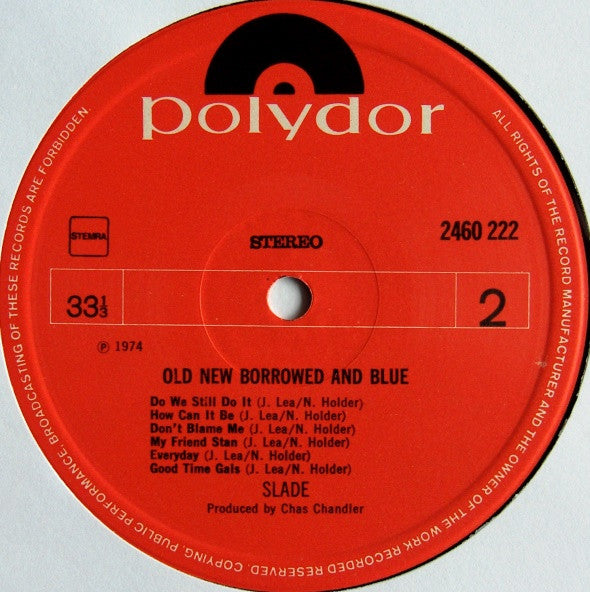 polydor
STEMRA
STEREO
2460 222
33⅓
2
℗ 1974
OLD NEW BORROWED AND BLUE
Do We Still Do It (J. Lea/N. Holder)
How Can It Be (J. Lea/N. Holder)
Don't Blame Me (J. Lea/N. Holder)
My Friend Stan (J. Lea/N. Holder)
Everyday (J. Lea/N. Holder)
Good Time Gals (J. Lea/N. Holder)
SLADE
Produced by Chas Chandler
ALL RIGHTS OF THE RECORD MANUFACTURER AND THE OWNER OF THE WORK RECORDED RESERVED. COPYING, PUBLIC PERFORMANCE, BROADCASTING OF THESE RECORDS ARE FORBIDDEN.